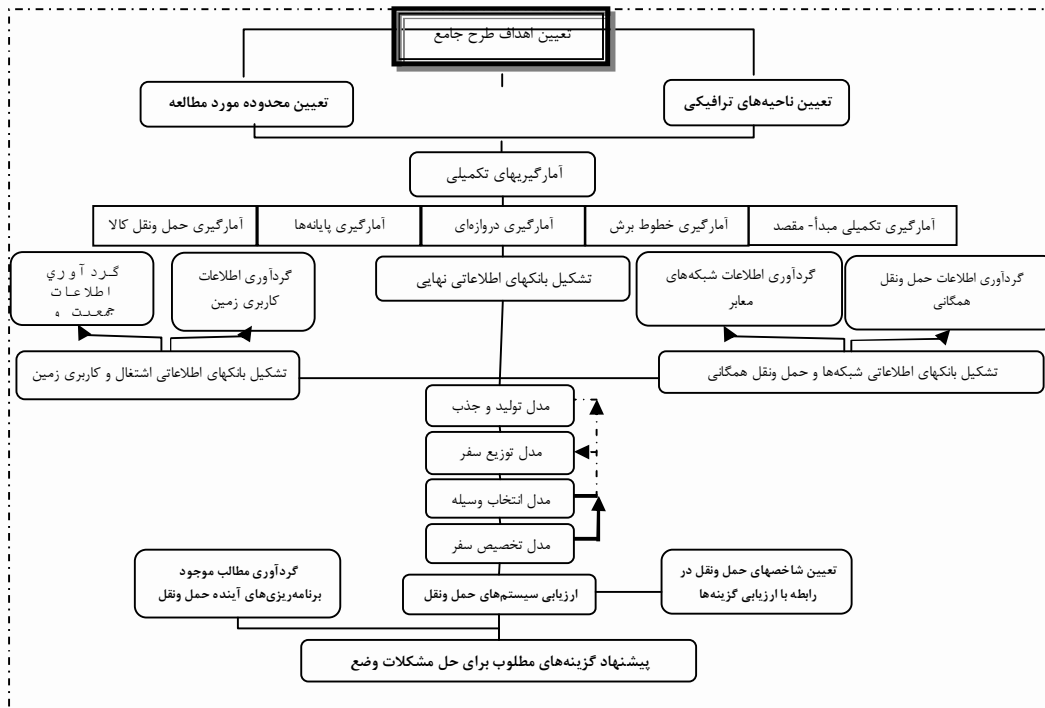 تعیین اهداف طرح جامع
تعیین ناحیه‌های ترافیکی
تعیین محدوده مورد مطالعه
آمارگیریهای تکمیلی
آمارگیری تکمیلی مبدأ- مقصد
آمارگیری خطوط برش
آمارگیری دروازه‌ای
آمارگیری پایانه‌ها
آمارگیری حمل ونقل کالا
گردآوری اطلاعات حمل ونقل
همگانی
گردآوری اطلاعات شبکه‌های
معابر
تشکیل بانکهای اطلاعاتی نهایی
گردآوری اطلاعات
کاربری زمین
گرد آوري
اطلاعات
جمعیت و
تشکیل بانکهای اطلاعاتی شبکه‌ها و حمل ونقل همگانی
تشکیل بانکهای اطلاعاتی اشتغال و کاربری زمین
مدل تولید و جذب
مدل توزیع سفر
مدل انتخاب وسیله
مدل تخصیص سفر
تعیین شاخصهای حمل ونقل در
رابطه با ارزیابی گزینه‌ها
ارزیابی سیستم‌های حمل ونقل
گردآوری مطالب موجود
برنامه‌ریزی‌های آینده حمل ونقل
پیشنهاد گزینه‌های مطلوب برای حل مشکلات وضع